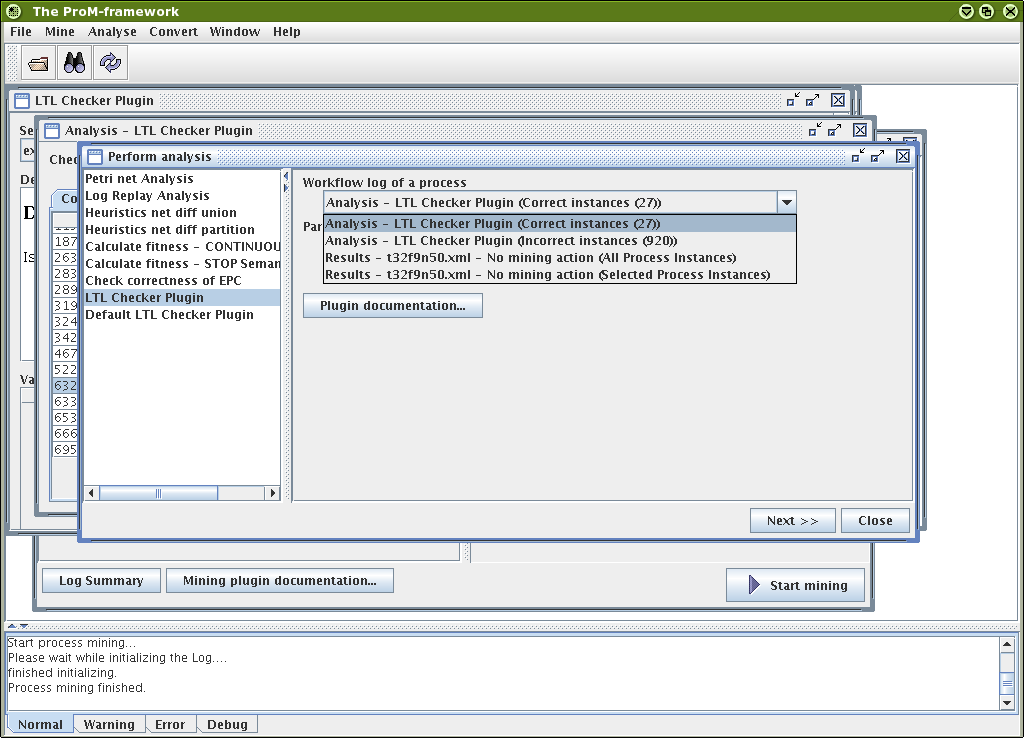 The ProM-framework
File Mine Analyse Convert Window Help
LTL Checker Plugin
Analysis - LTL Checker Plugin
Perform analysis
Petri net Analysis
Log Replay Analysis
Heuristics net diff union
Heuristics net diff partition
Calculate fitness - CONTINUOU
Calculate fitness - STOP Seman
Check correctness of EPC
LTL Checker Plugin
Default LTL Checker Plugin
Workflow log of a process
Analysis - LTL Checker Plugin (Correct instances (27))
Par
Analysis - LTL Checker Plugin (Correct instances (27))
Analysis - LTL Checker Plugin (Incorrect instances (920))
Results - t32f9n50.xml - No mining action (All Process Instances)
Results - t32f9n50.xml - No mining action (Selected Process Instances)
Plugin documentation...
Next >>
Close
Se
ex
De
D
Is
Va
Chec
Co
187
263
283
289
319
324
342
467
522
632
633
653
666
695
Log Summary
Mining plugin documentation...
Start mining
Start process mining...
Please wait while initializing the Log....
finished initializing.
Process mining finished.
Normal Warning Error Debug